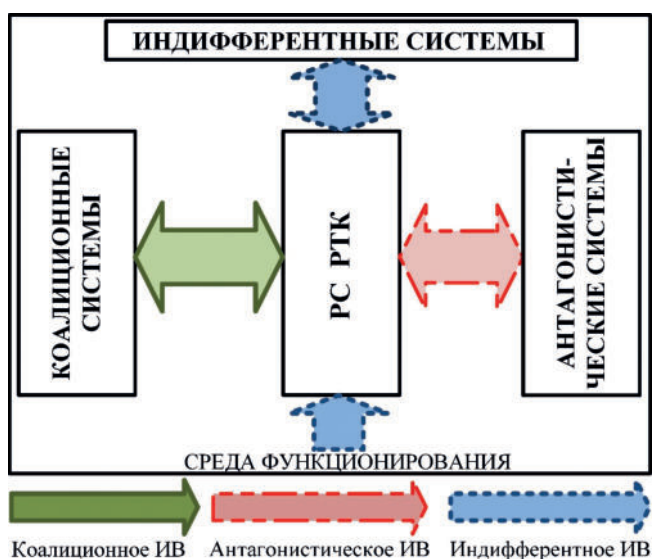 ИНДИФФЕРЕНТНЫЕ СИСТЕМЫ
КОАЛИЦИОННЫЕ
СИСТЕМЫ
РС РТК
АНТАГОНИСТИ-
ЧЕСКИЕ СИСТЕМЫ
СРЕДА ФУНКЦИОНИРОВАНИЯ
Коалиционное ИВ
Антагонистическое ИВ
Индифферентное ИВ